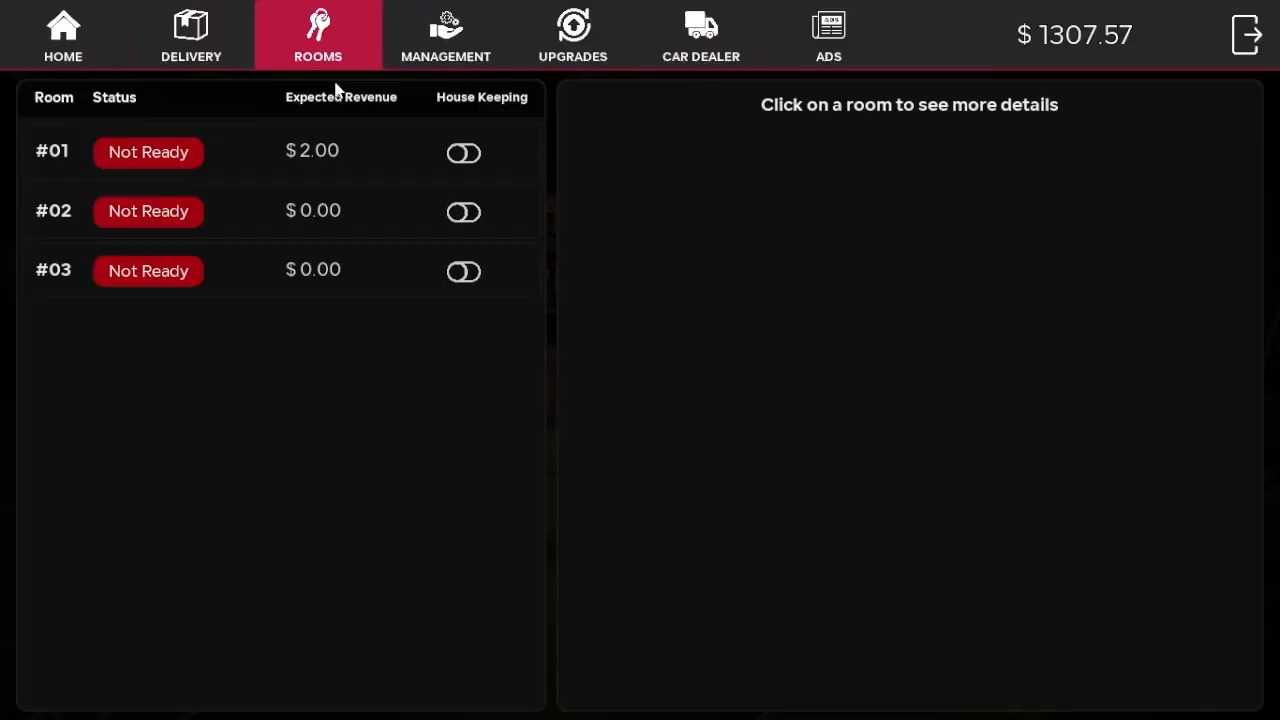 HOME DELIVERY ROOMS MANAGEMENT UPGRADES CAR DEALER ADS $ 1307.57
Room Status Expected Revenue House Keeping
#01 Not Ready $ 2.00
#02 Not Ready $ 0.00
#03 Not Ready $ 0.00
Click on a room to see more details